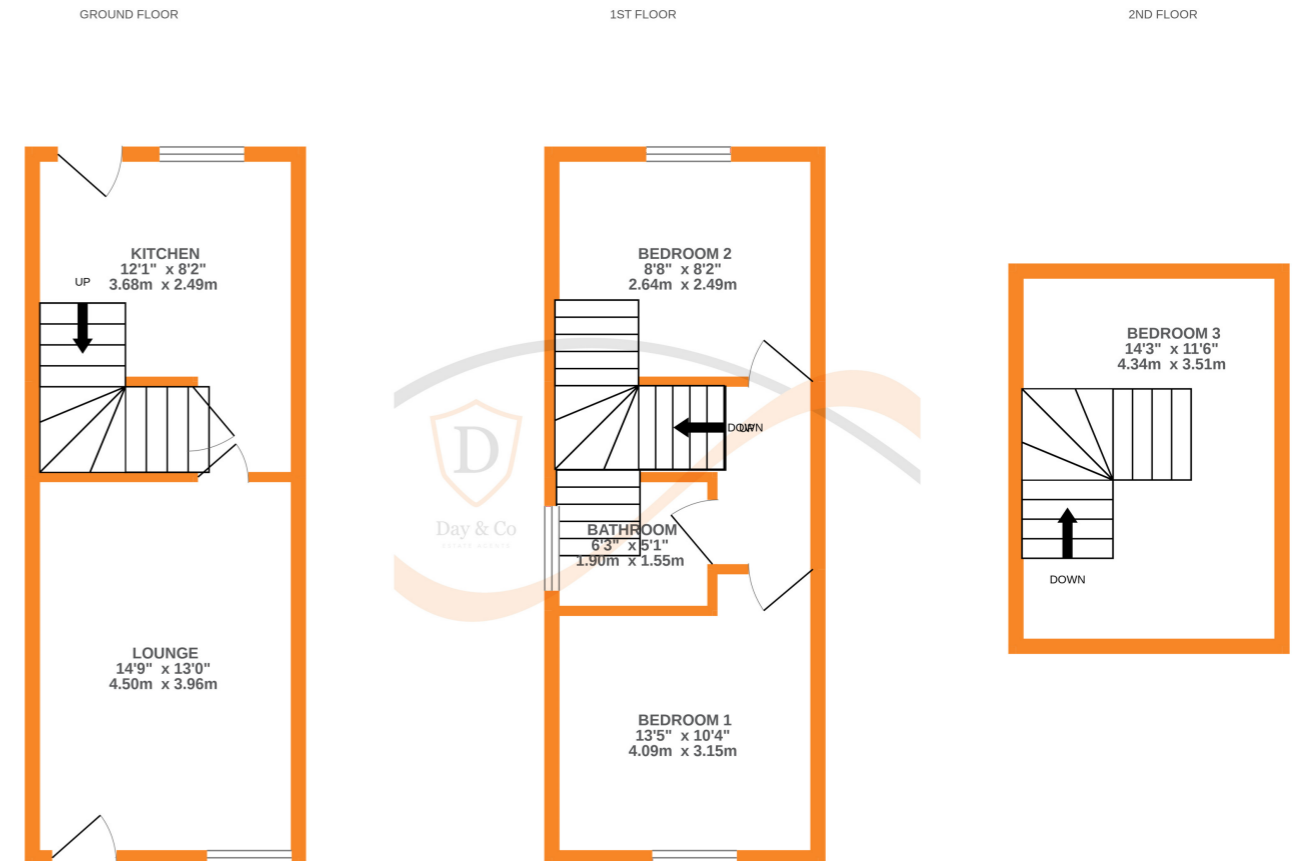 GROUND FLOOR
1ST FLOOR
2ND FLOOR
KITCHEN
12'1" x 8'2"
3.68m x 2.49m
UP
LOUNGE
14'9" x 13'0"
4.50m x 3.96m
BEDROOM 2
8'8" x 8'2"
2.64m x 2.49m
DOWN
UP
BATHROOM
6'3" x 5'1"
1.90m x 1.55m
BEDROOM 1
13'5" x 10'4"
4.09m x 3.15m
D
Day & Co
ESTATE AGENTS
BEDROOM 3
14'3" x 11'6"
4.34m x 3.51m
DOWN